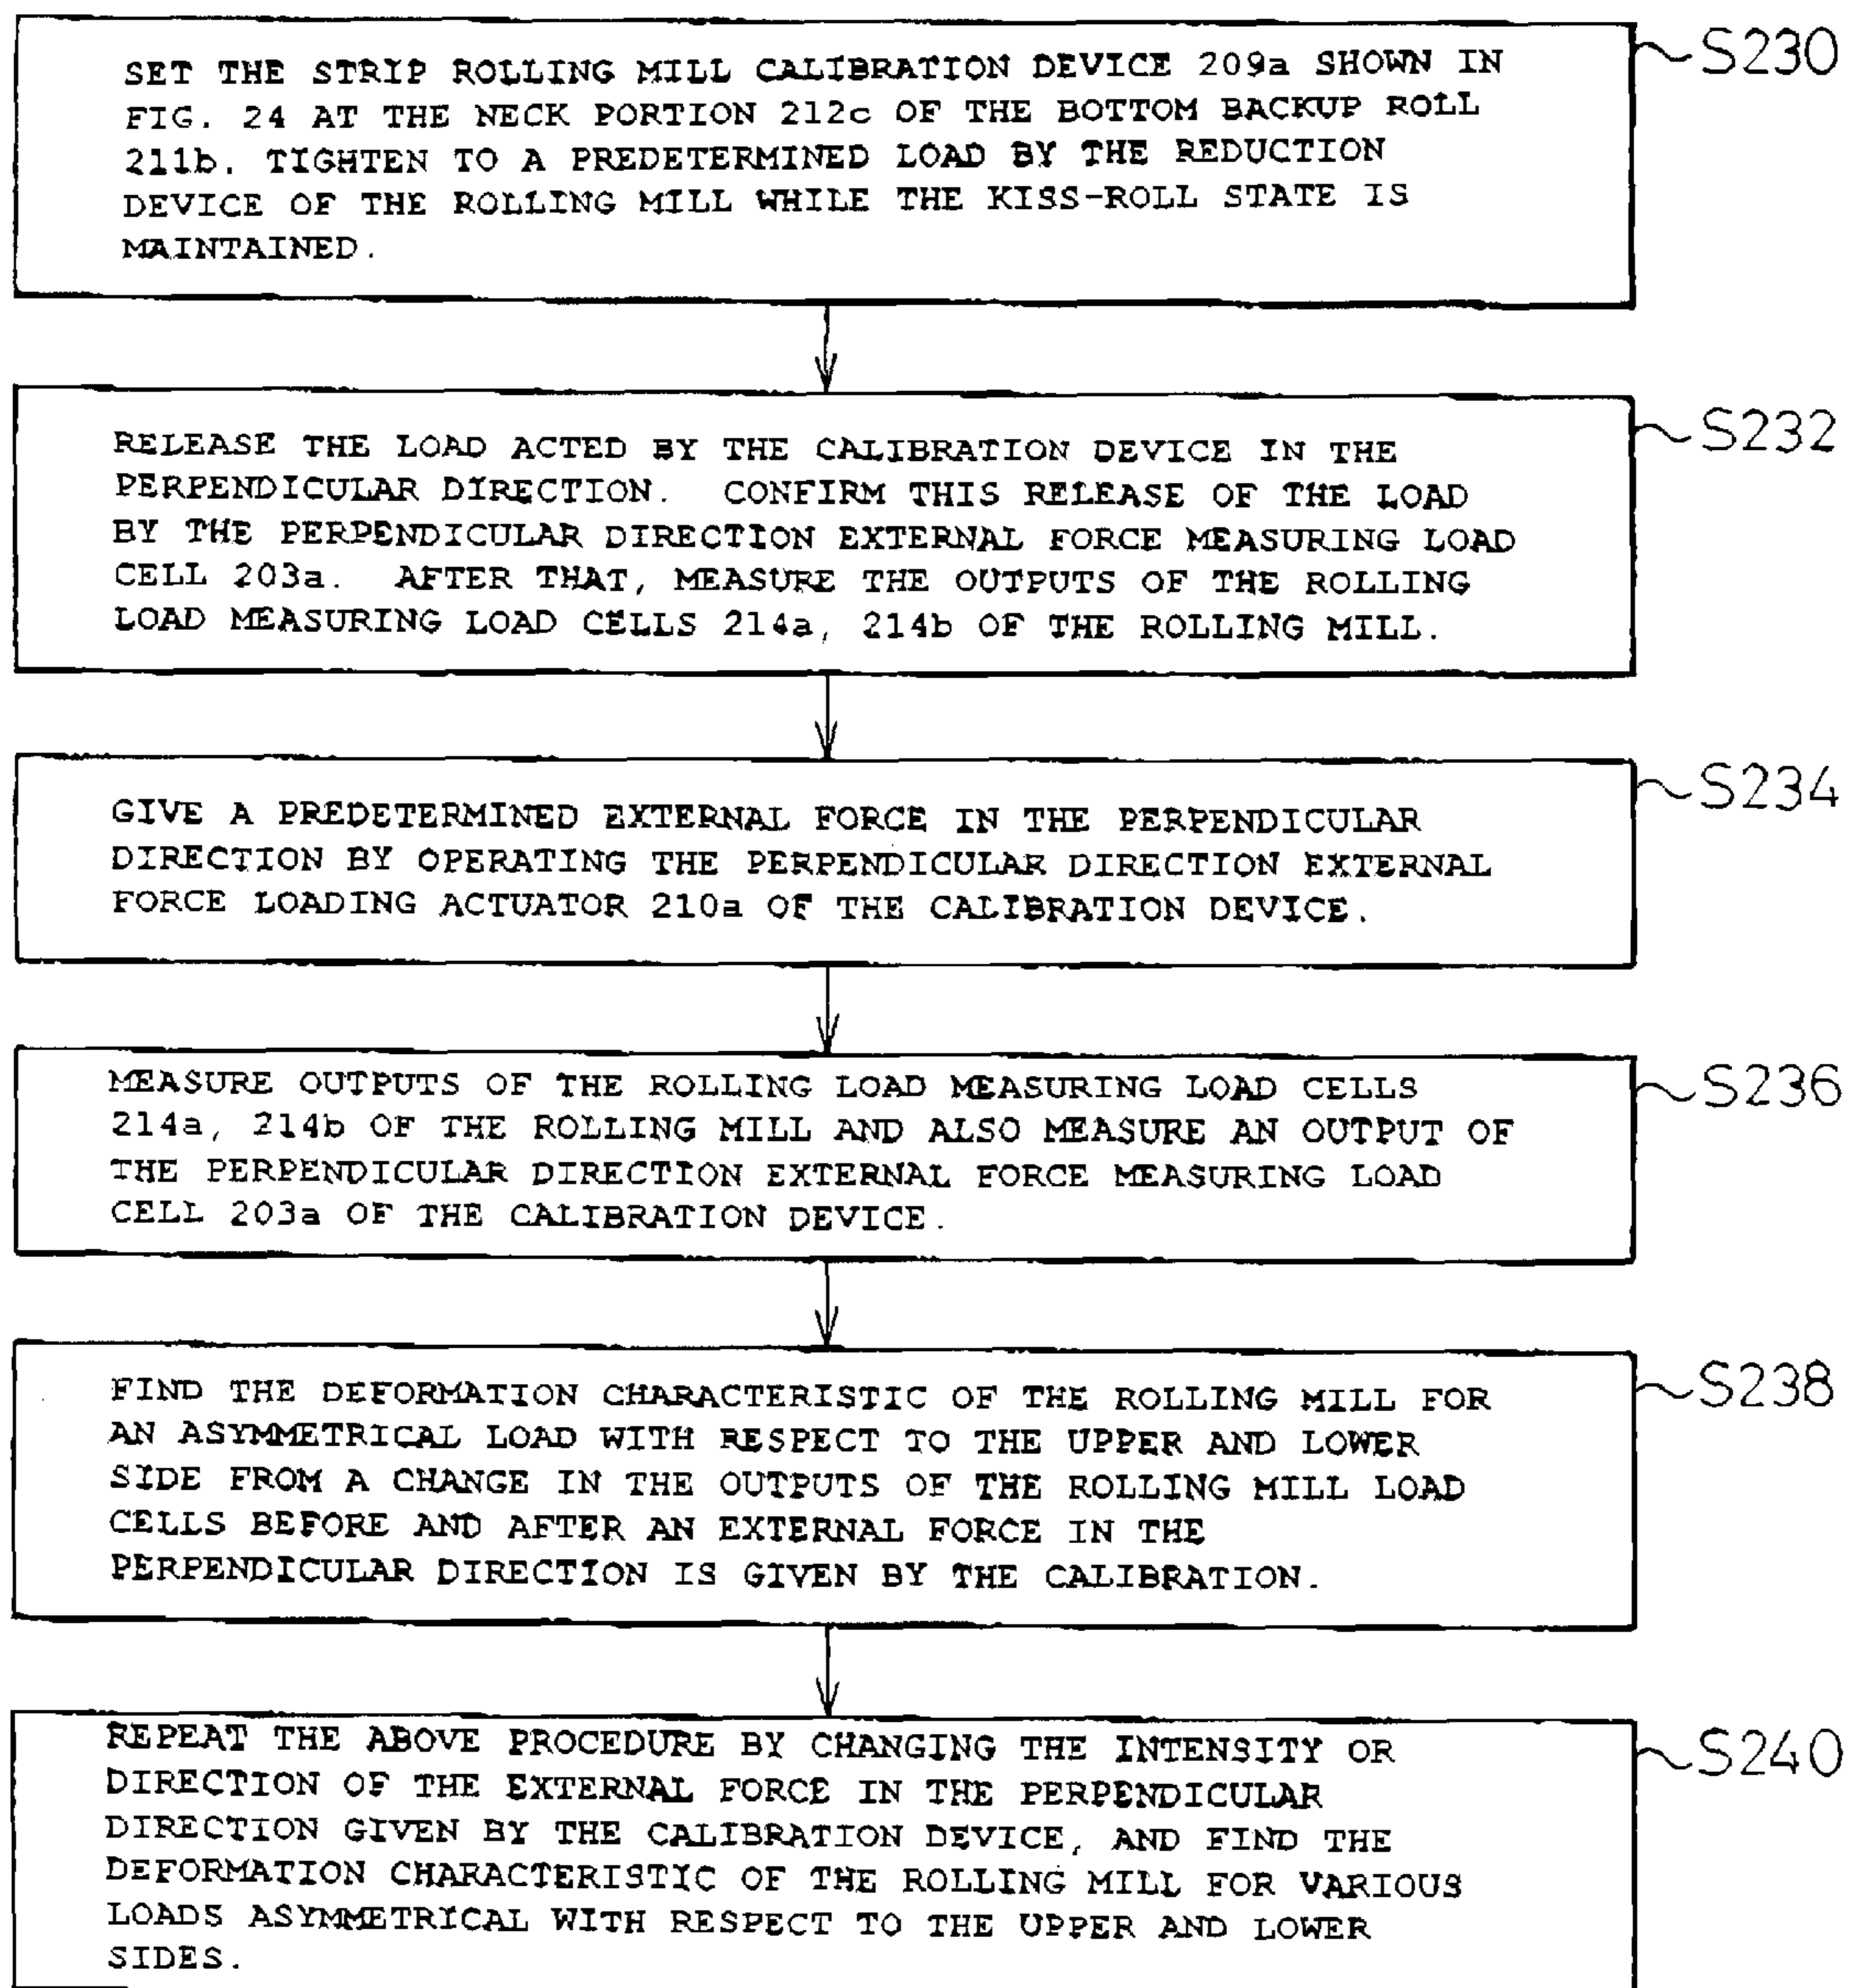 SET THE STRIP ROLLING MILL CALIBRATION DEVICE 209a SHOWN IN
FIG. 24 AT THE NECK PORTION 212c OF THE BOTTOM BACKUP ROLL
211b. TIGHTEN TO A PREDETERMINED LOAD BY THE REDUCTION
DEVICE OF THE ROLLING MILL WHILE THE KISS-ROLL STATE IS
MAINTAINED.
S230
RELEASE THE LOAD ACTED BY THE CALIBRATION DEVICE IN THE
PERPENDICULAR DIRECTION. CONFIRM THIS RELEASE OF THE LOAD
BY THE PERPENDICULAR DIRECTION EXTERNAL FORCE MEASURING LOAD
CELL 203a. AFTER THAT, MEASURE THE OUTPUTS OF THE ROLLING
LOAD MEASURING LOAD CELLS 214a, 214b OF THE ROLLING MILL.
S232
GIVE A PREDETERMINED EXTERNAL FORCE IN THE PERPENDICULAR
DIRECTION BY OPERATING THE PERPENDICULAR DIRECTION EXTERNAL
FORCE LOADING ACTUATOR 210a OF THE CALIBRATION DEVICE.
S234
MEASURE OUTPUTS OF THE ROLLING LOAD MEASURING LOAD CELLS
214a, 214b OF THE ROLLING MILL AND ALSO MEASURE AN OUTPUT OF
THE PERPENDICULAR DIRECTION EXTERNAL FORCE MEASURING LOAD
CELL 203a OF THE CALIBRATION DEVICE.
S236
FIND THE DEFORMATION CHARACTERISTIC OF THE ROLLING MILL FOR
AN ASYMMETRICAL LOAD WITH RESPECT TO THE UPPER AND LOWER
SIDE FROM A CHANGE IN THE OUTPUTS OF THE ROLLING MILL LOAD
CELLS BEFORE AND AFTER AN EXTERNAL FORCE IN THE
PERPENDICULAR DIRECTION IS GIVEN BY THE CALIBRATION.
S238
REPEAT THE ABOVE PROCEDURE BY CHANGING THE INTENSITY OR
DIRECTION OF THE EXTERNAL FORCE IN THE PERPENDICULAR
DIRECTION GIVEN BY THE CALIBRATION DEVICE, AND FIND THE
DEFORMATION CHARACTERISTIC OF THE ROLLING MILL FOR VARIOUS
LOADS ASYMMETRICAL WITH RESPECT TO THE UPPER AND LOWER
SIDES.
S240